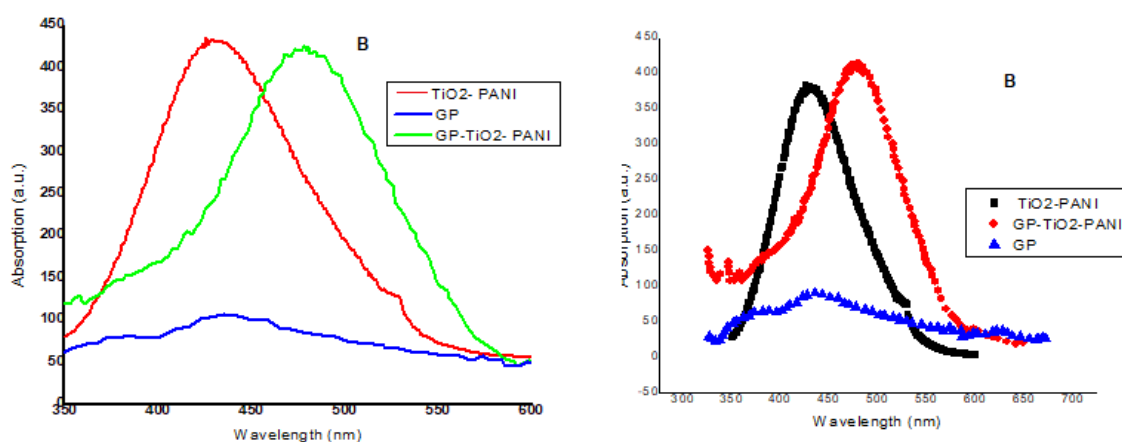 450
400
350
300
250
200
150
100
50
0
Absorption (a.u.)
B
TiO2- PANI
GP
GP-TiO2- PANI
350 400 450 500 550 600
Wavelength (nm)
450
400
350
300
250
200
150
100
50
0
-50
Absorption (a.u.)
B
TiO2-PANI
GP-TiO2-PANI
GP
300 350 400 450 500 550 600 650 700
Wavelength (nm)